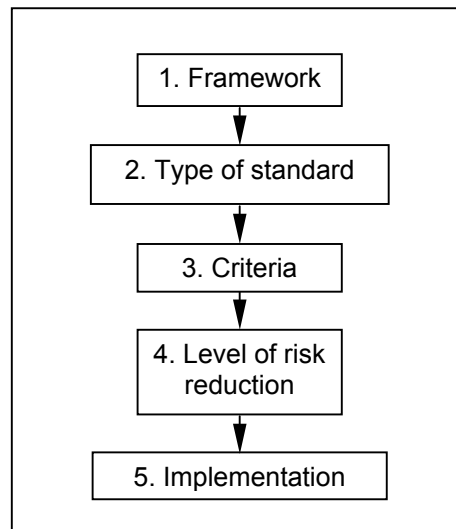 1. Framework
2. Type of standard
3. Criteria
4. Level of risk
reduction
5. Implementation